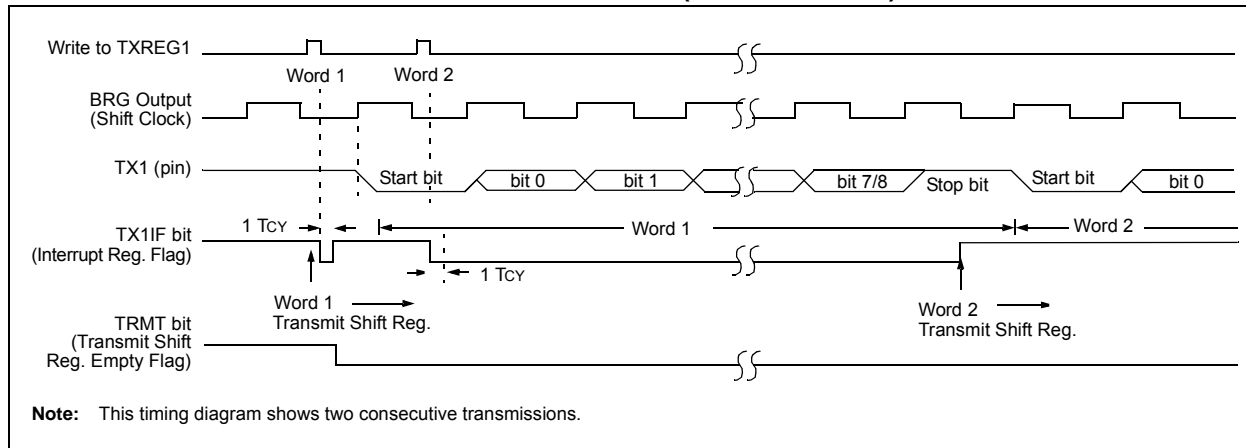 Write to TXREG1
Word 1
Word 2
BRG Output
(Shift Clock)
TX1 (pin)
Start bit
bit 0
bit 1
bit 7/8
Stop bit
Start bit
bit 0
1 TCY
Word 1
Word 2
TX1IF bit
(Interrupt Reg. Flag)
1 TCY
Word 1
Transmit Shift Reg.
Word 2
Transmit Shift Reg.
TRMT bit
(Transmit Shift
Reg. Empty Flag)
Note: This timing diagram shows two consecutive transmissions.